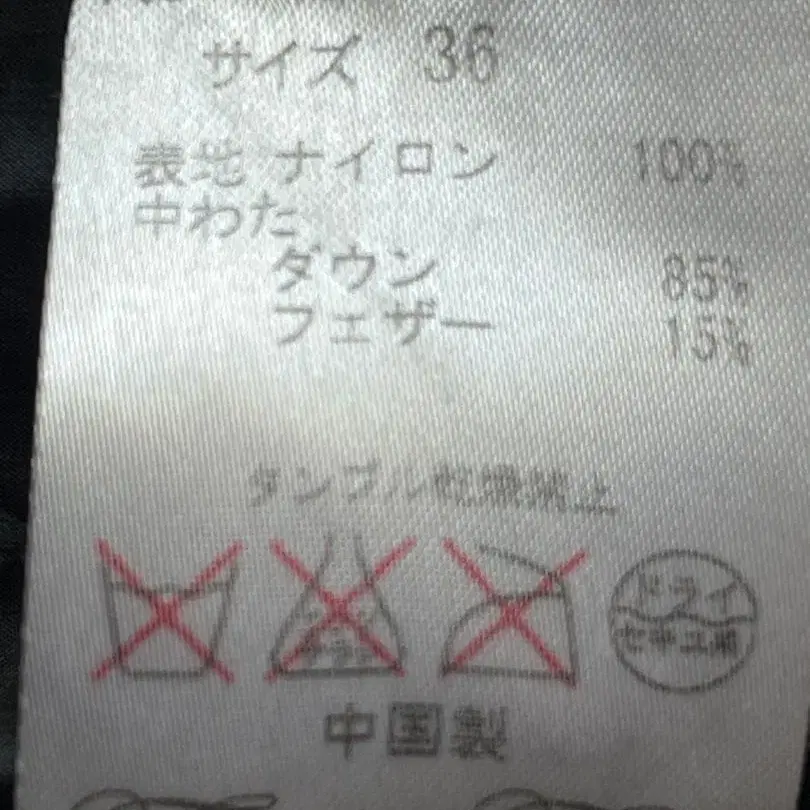 サイズ 36
表地 ナイロン 100%
中わた
ダウン 85%
フェザー 15%
タンブル乾燥禁止
ドライ
セキユ系
中国製